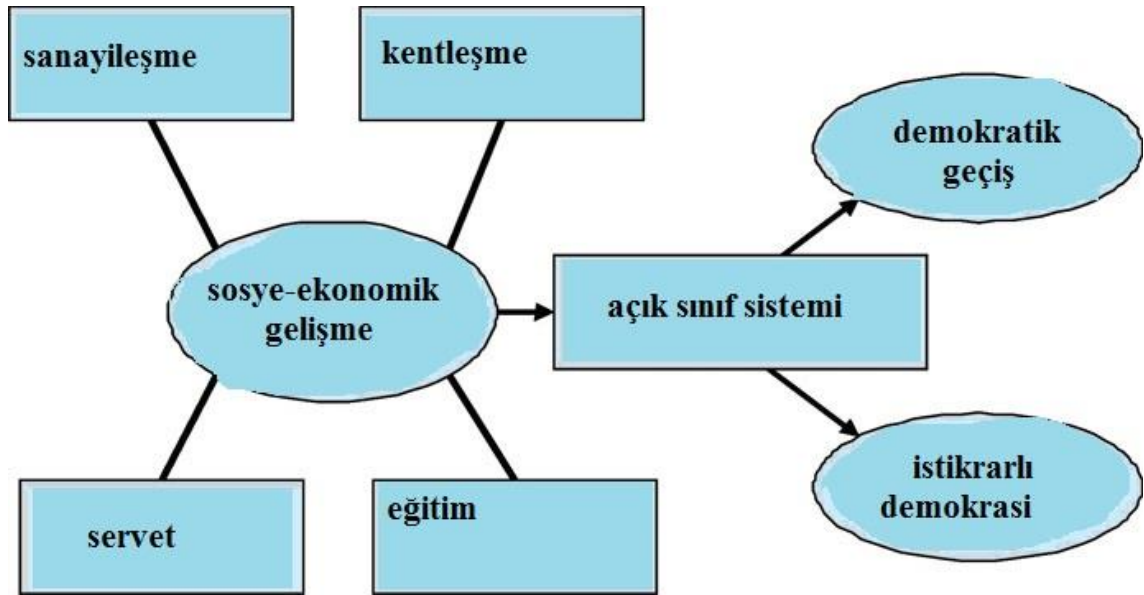 sanayileşme
kentleşme
demokratik
geçiş
sosye-ekonomik
gelişme
açık sınıf sistemi
istikrarlı
demokrasi
servet
eğitim